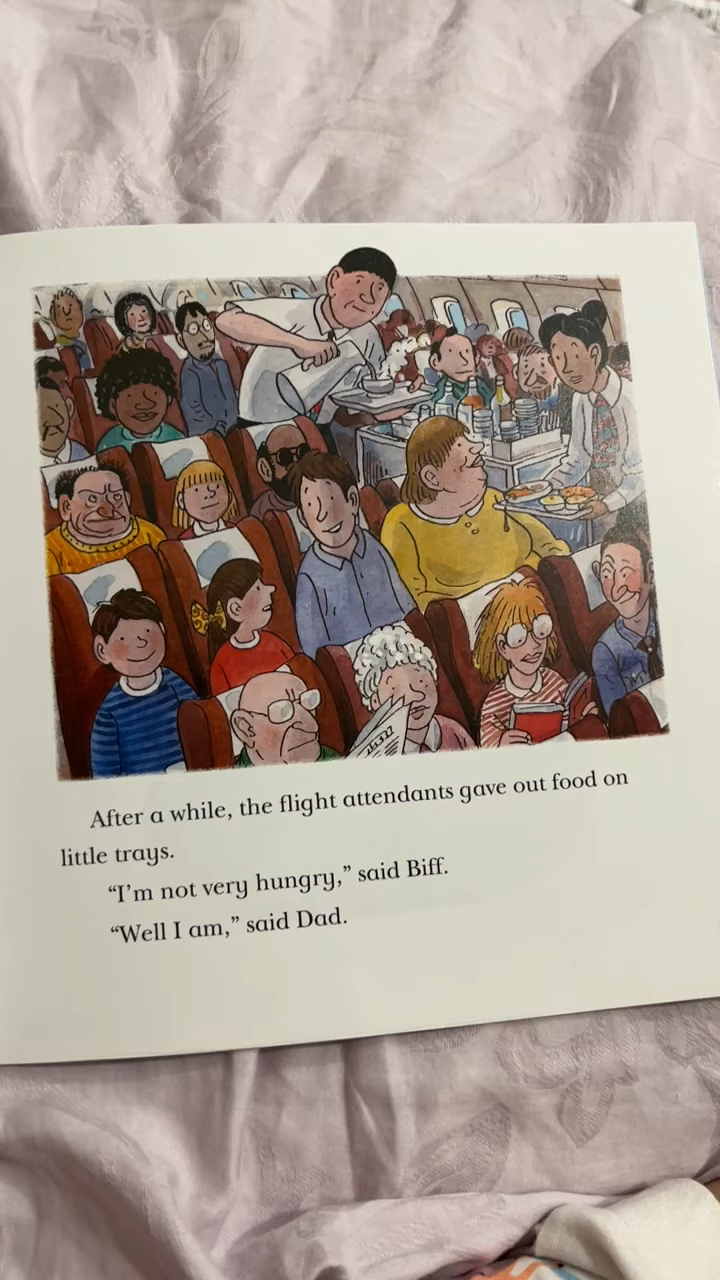 After a while, the flight attendants gave out food on
little trays.
“I’m not very hungry,” said Biff.
“Well I am,” said Dad.